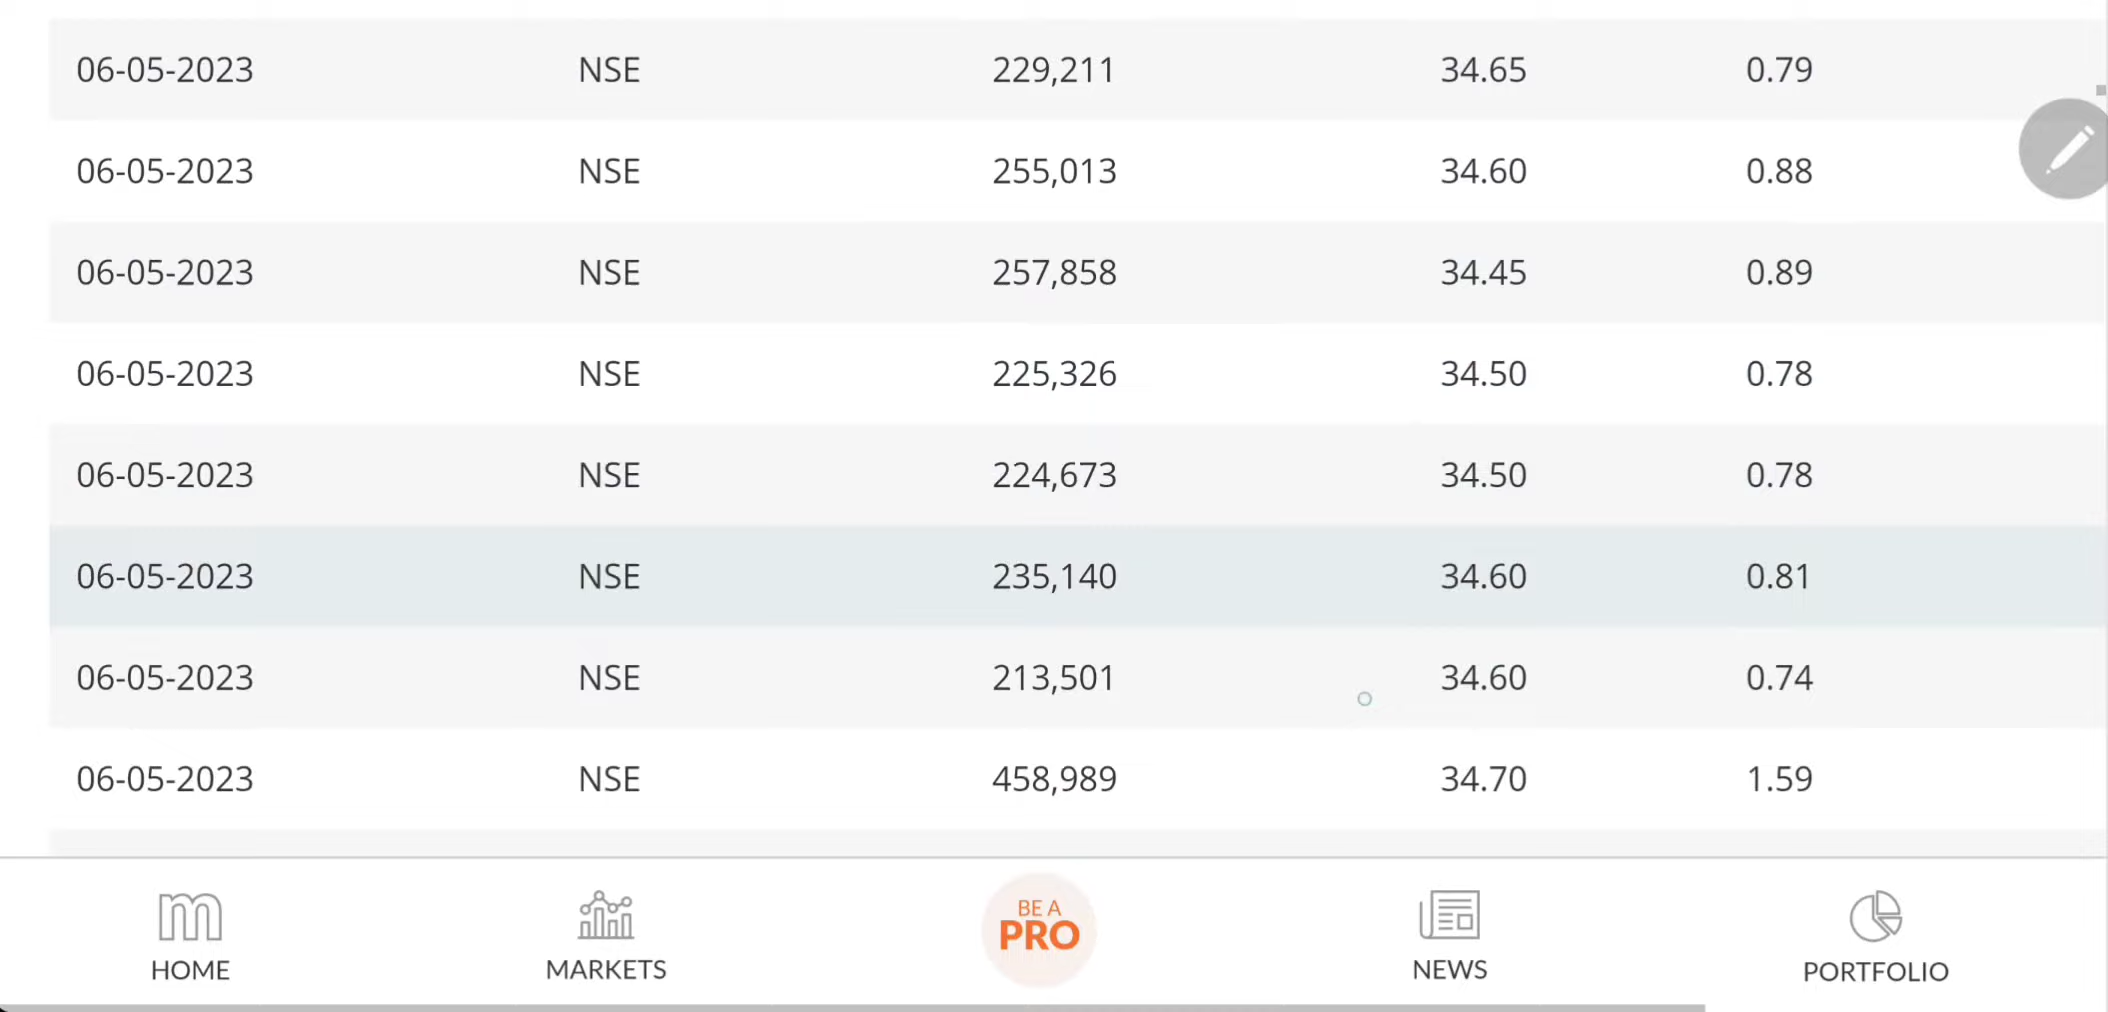 06-05-2023 NSE 229,211 34.65 0.79
06-05-2023 NSE 255,013 34.60 0.88
06-05-2023 NSE 257,858 34.45 0.89
06-05-2023 NSE 225,326 34.50 0.78
06-05-2023 NSE 224,673 34.50 0.78
06-05-2023 NSE 235,140 34.60 0.81
06-05-2023 NSE 213,501 34.60 0.74
06-05-2023 NSE 458,989 34.70 1.59
m
BE A
PRO
HOME MARKETS NEWS PORTFOLIO